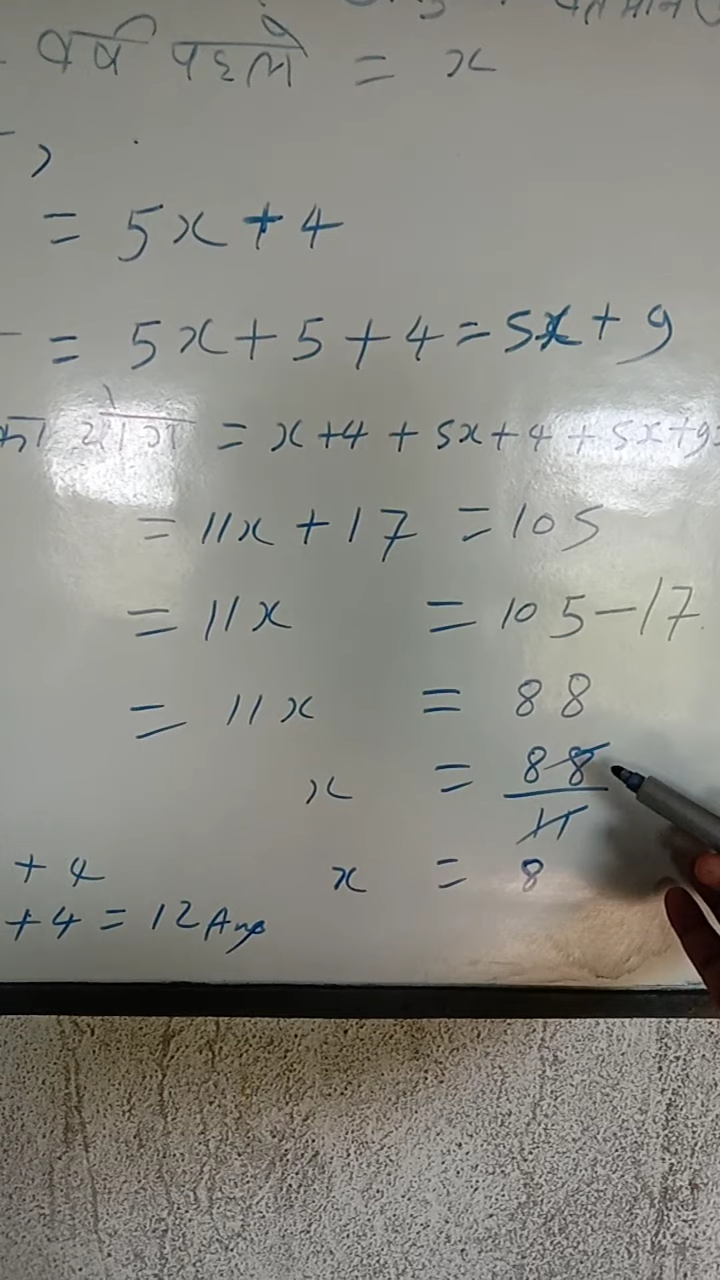 वर्ष पहले = x
= 5x + 4
= 5x + 5 + 4 = 5x + 9
का योग = x + 4 + 5x + 4 + 5x + 9
= 11x + 17 = 105
= 11x = 105 - 17
= 11x = 88
x = 88/11
+ 4 x = 8
+ 4 = 12 Ans